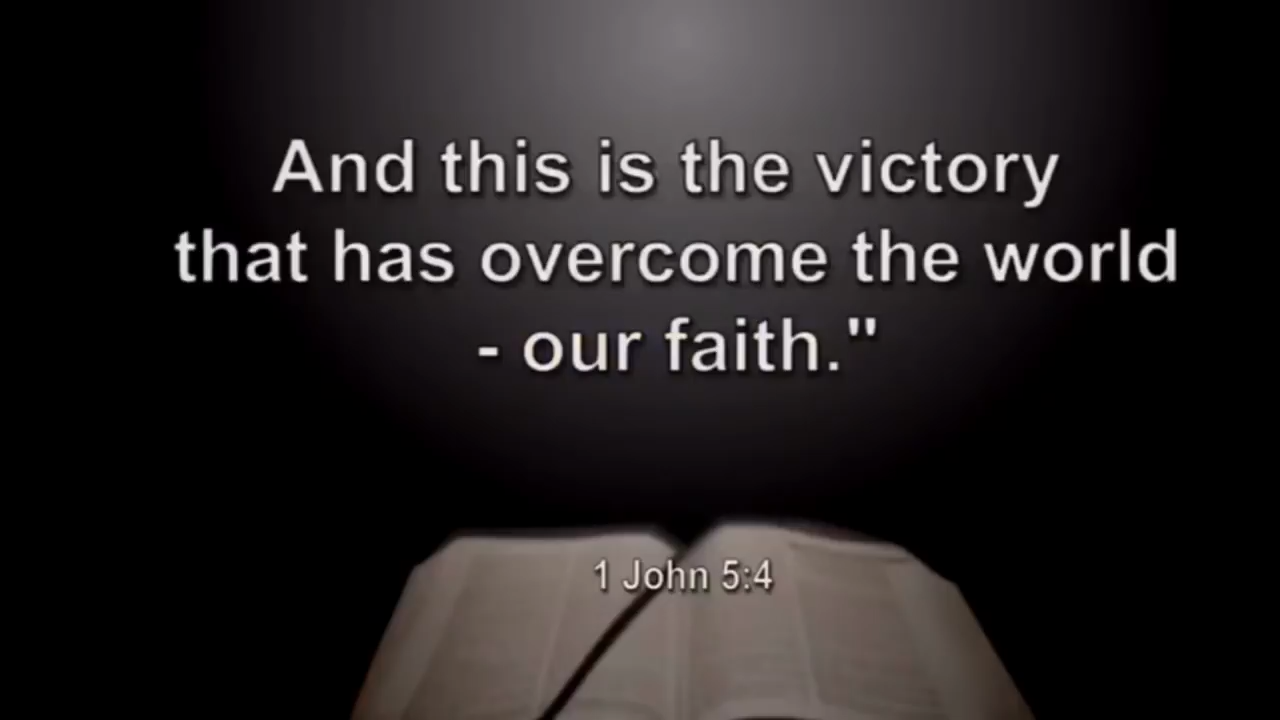 And this is the victory
that has overcome the world
- our faith."
1 John 5:4